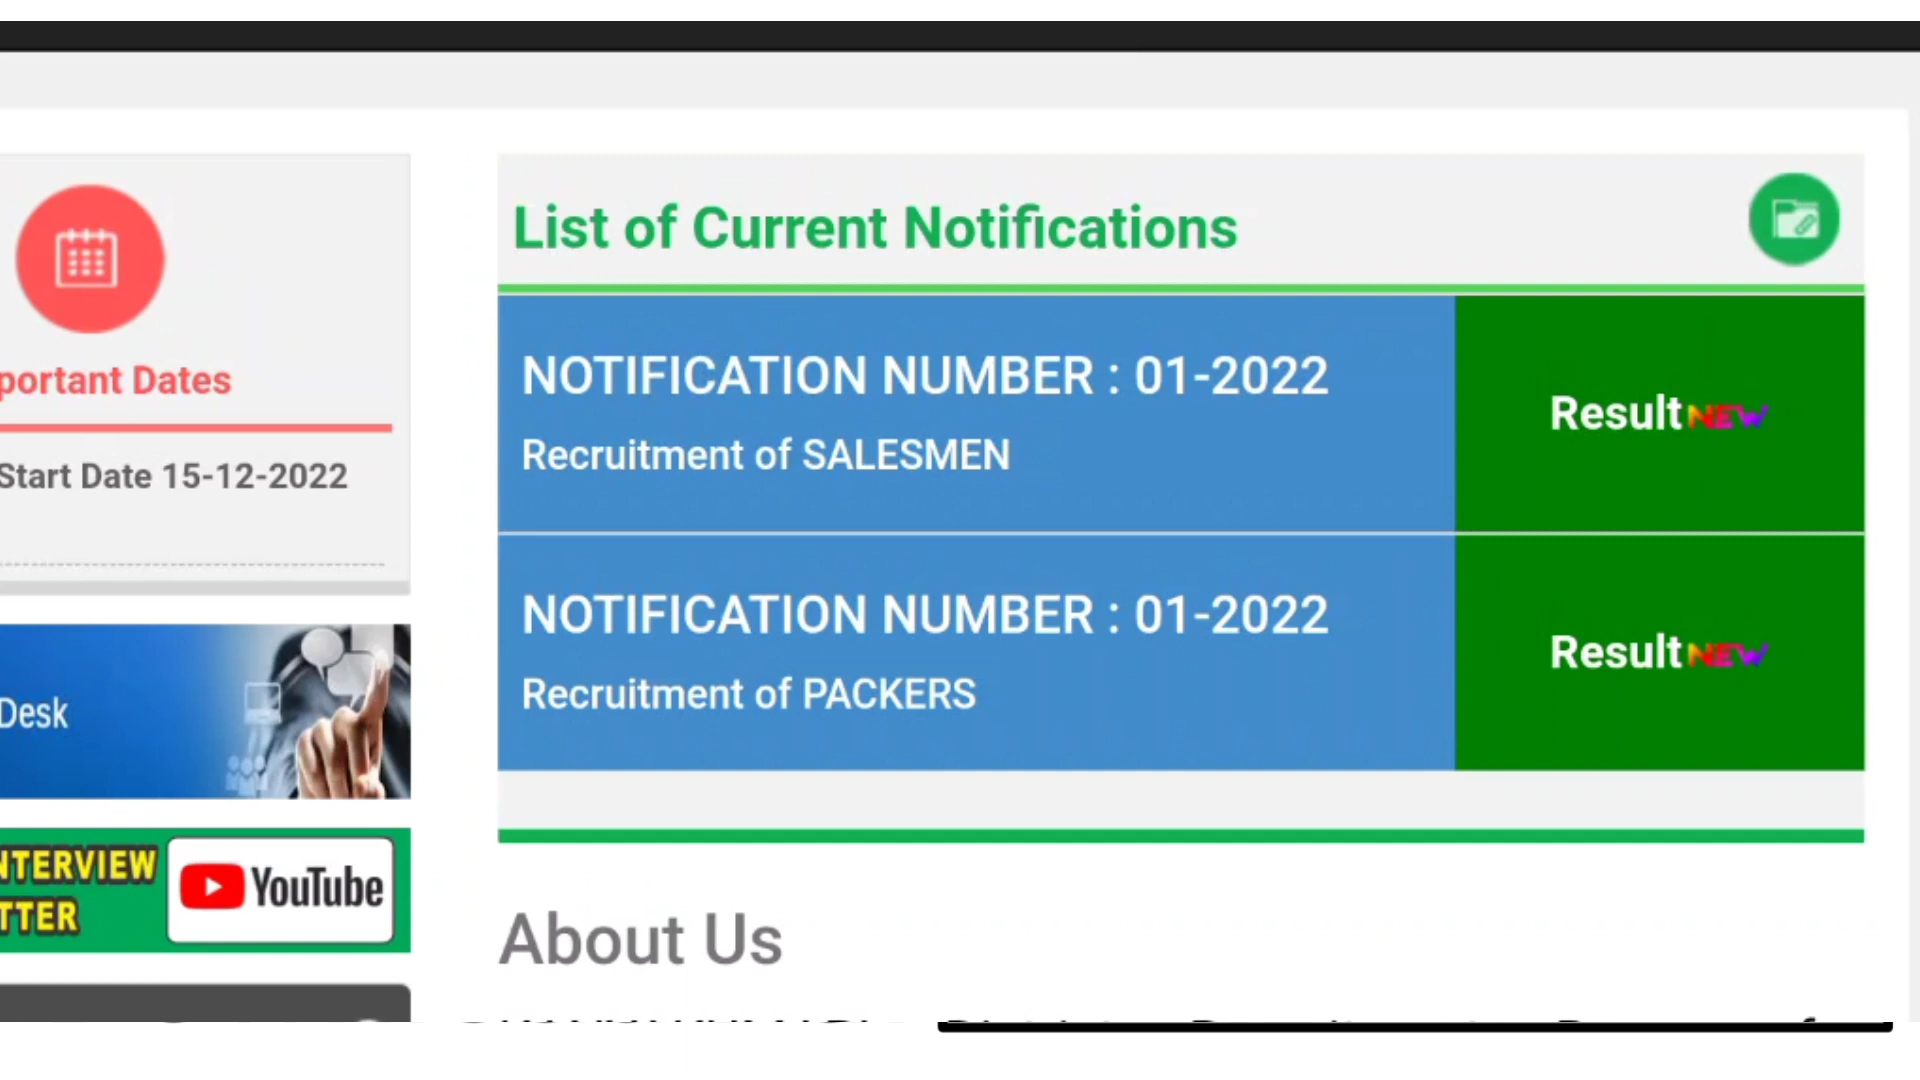 List of Current Notifications
NOTIFICATION NUMBER : 01-2022
Recruitment of SALESMEN
Result NEW
NOTIFICATION NUMBER : 01-2022
Recruitment of PACKERS
Result NEW
portant Dates
Start Date 15-12-2022
Desk
NTERVIEW
TTER
YouTube
About Us